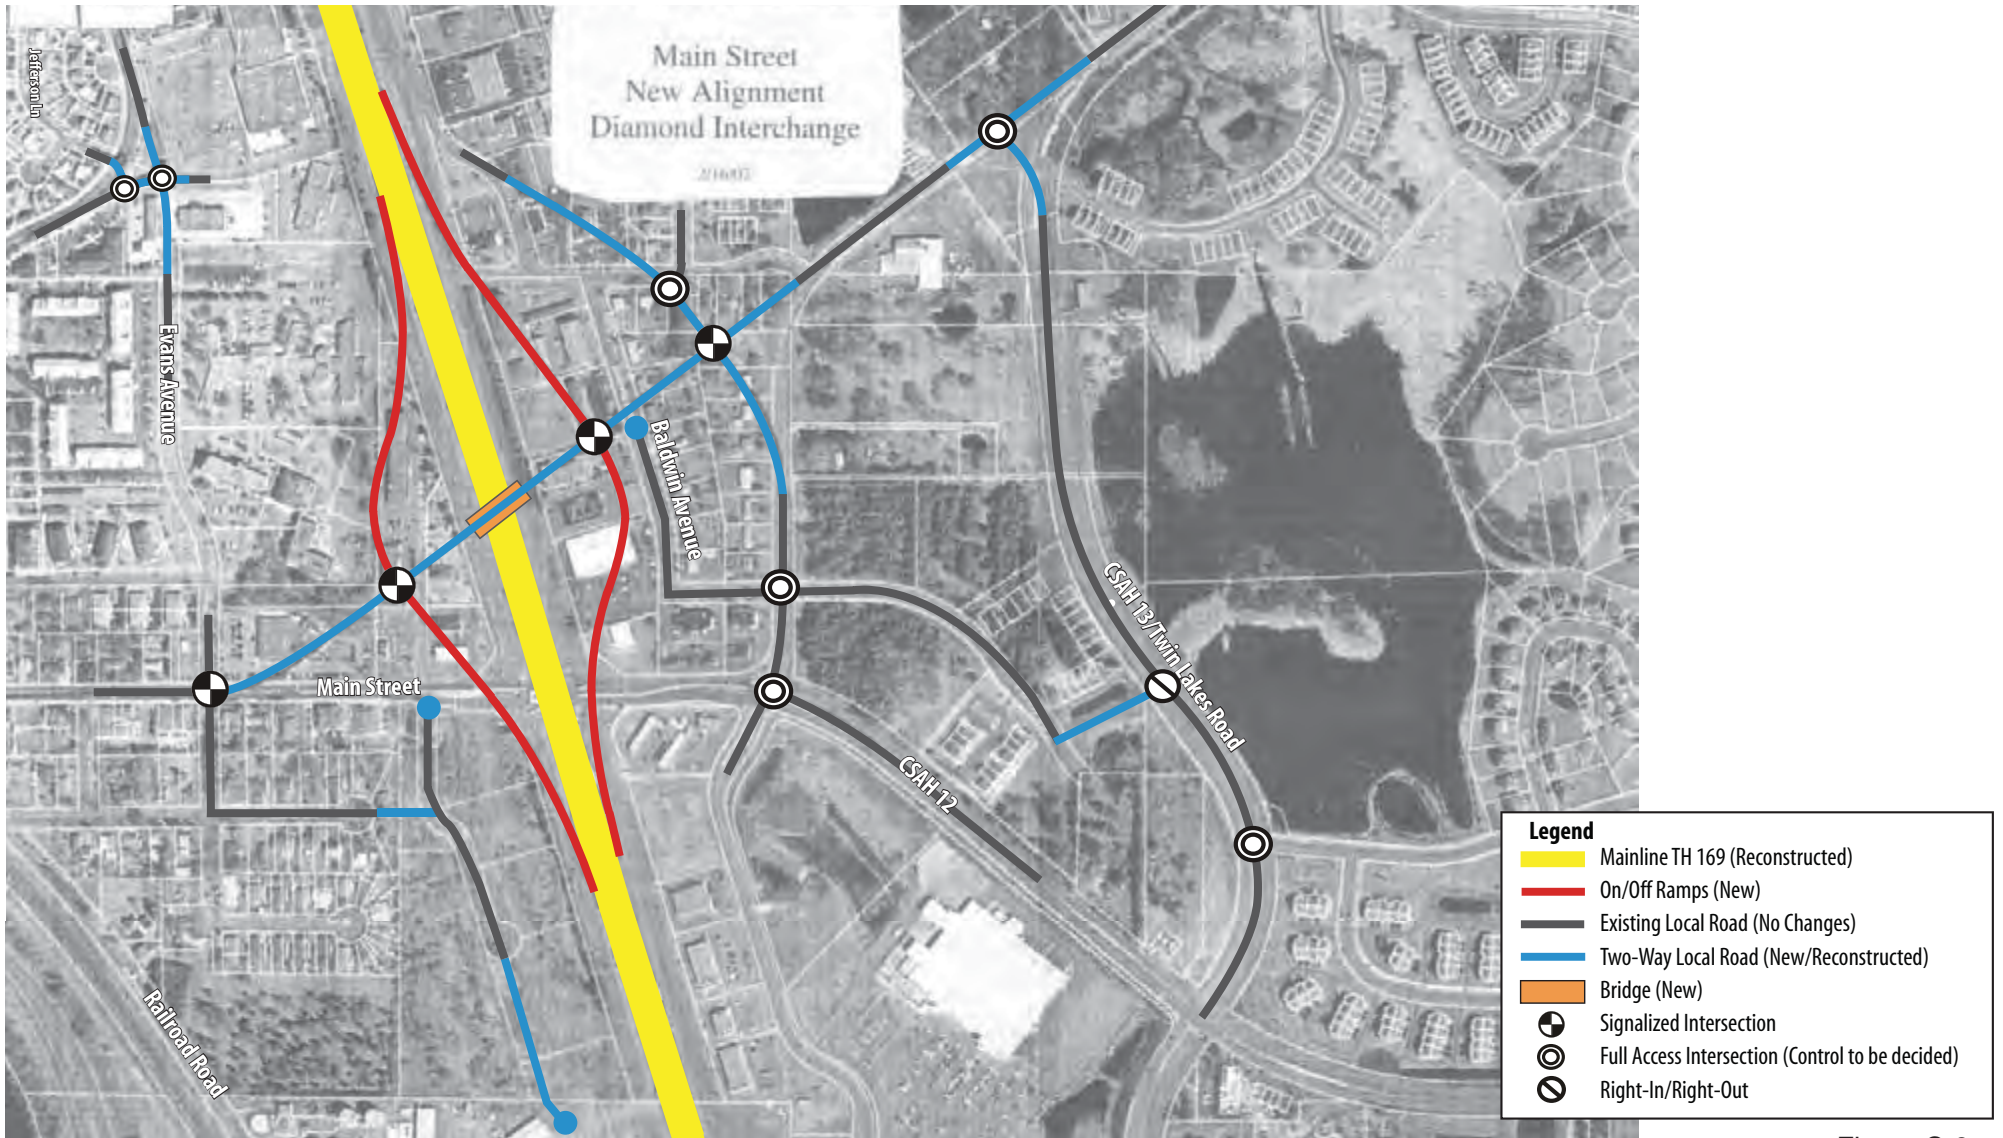 Main Street
New Alignment
Diamond Interchange
Jefferson Ln
Evans Avenue
Baldwin Avenue
Main Street
CSAH 13/Twin Lakes Road
CSAH 12
Railroad Road
Legend
Mainline TH 169 (Reconstructed)
On/Off Ramps (New)
Existing Local Road (No Changes)
Two-Way Local Road (New/Reconstructed)
Bridge (New)
Signalized Intersection
Full Access Intersection (Control to be decided)
Right-In/Right-Out